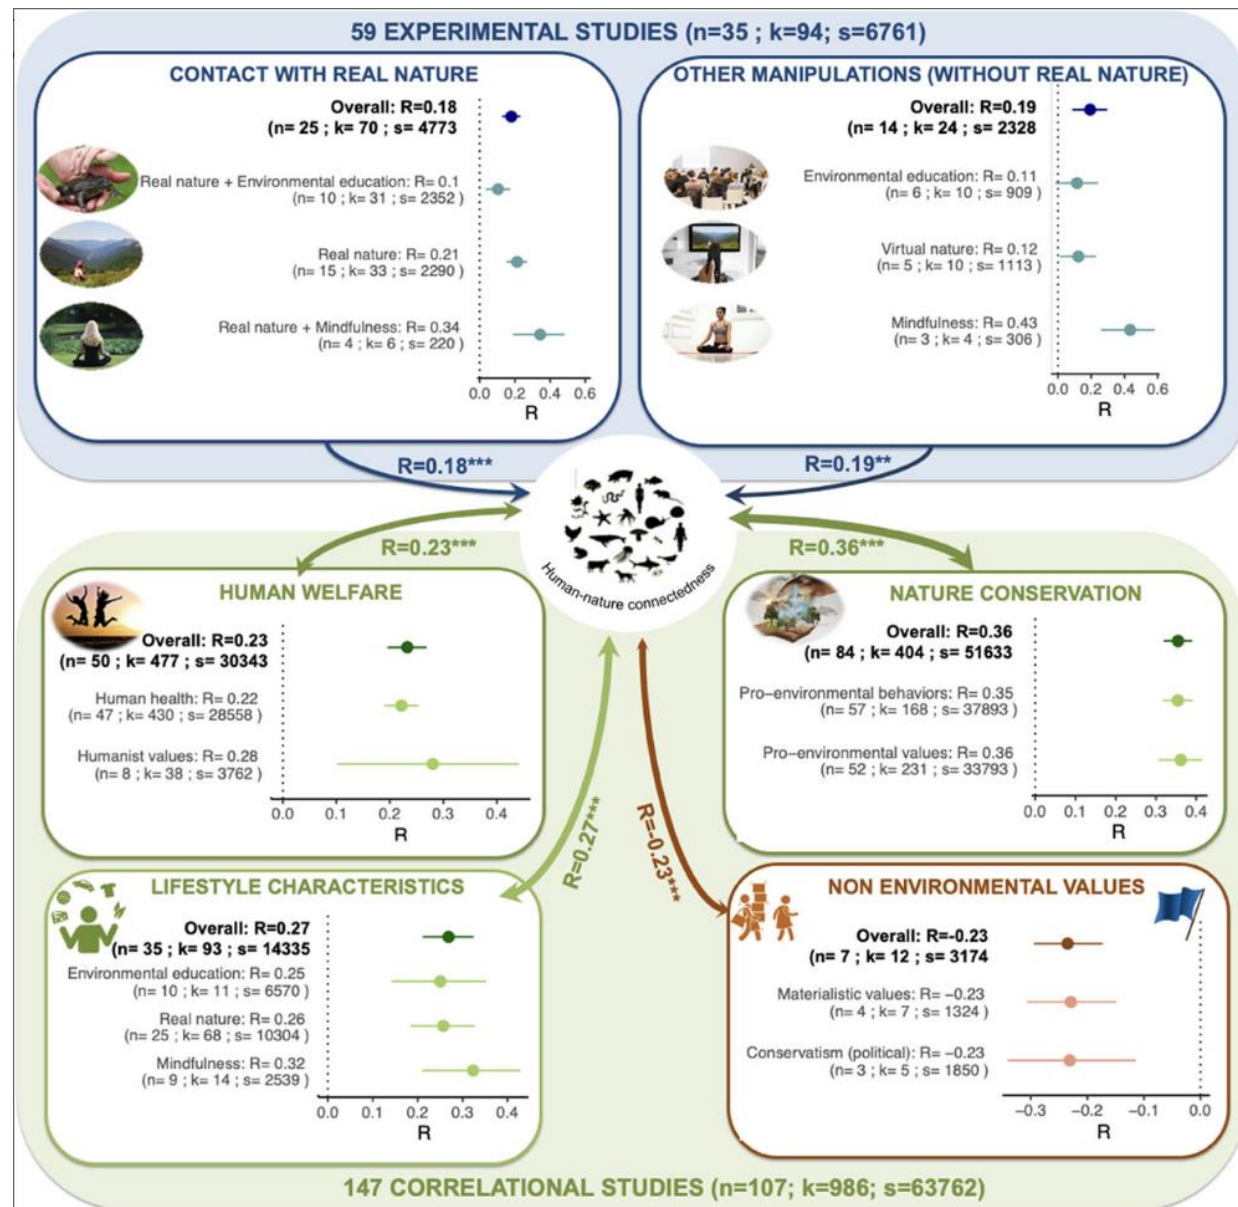 59 EXPERIMENTAL STUDIES (n=35 ; k=94; s=6761)
CONTACT WITH REAL NATURE
Overall: R=0.18
(n= 25 ; k= 70 ; s= 4773
Real nature + Environmental education: R= 0.1
(n= 10 ; k= 31 ; s= 2352 )
Real nature: R= 0.21
(n= 15 ; k= 33 ; s= 2290 )
Real nature + Mindfulness: R= 0.34
(n= 4 ; k= 6 ; s= 220 )
0.0 0.2 0.4 0.6
R
OTHER MANIPULATIONS (WITHOUT REAL NATURE)
Overall: R=0.19
(n= 14 ; k= 24 ; s= 2328
Environmental education: R= 0.11
(n= 6 ; k= 10 ; s= 909 )
Virtual nature: R= 0.12
(n= 5 ; k= 10 ; s= 1113 )
Mindfulness: R= 0.43
(n= 3 ; k= 4 ; s= 306 )
0.0 0.2 0.4 0.6
R
R=0.18***
R=0.19**
Human-nature connectedness
R=0.23***
R=0.36***
HUMAN WELFARE
Overall: R=0.23
(n= 50 ; k= 477 ; s= 30343
Human health: R= 0.22
(n= 47 ; k= 430 ; s= 28558 )
Humanist values: R= 0.28
(n= 8 ; k= 38 ; s= 3762 )
0.0 0.1 0.2 0.3 0.4
R
NATURE CONSERVATION
Overall: R=0.36
(n= 84 ; k= 404 ; s= 51633
Pro−environmental behaviors: R= 0.35
(n= 57 ; k= 168 ; s= 37893 )
Pro−environmental values: R= 0.36
(n= 52 ; k= 231 ; s= 33793 )
0.0 0.1 0.2 0.3 0.4
R
R=0.27***
R=-0.23***
LIFESTYLE CHARACTERISTICS
Overall: R=0.27
(n= 35 ; k= 93 ; s= 14335
Environmental education: R= 0.25
(n= 10 ; k= 11 ; s= 6570 )
Real nature: R= 0.26
(n= 25 ; k= 68 ; s= 10304 )
Mindfulness: R= 0.32
(n= 9 ; k= 14 ; s= 2539 )
0.0 0.1 0.2 0.3 0.4
R
NON ENVIRONMENTAL VALUES
Overall: R=-0.23
(n= 7 ; k= 12 ; s= 3174
Materialistic values: R= −0.23
(n= 4 ; k= 7 ; s= 1324 )
Conservatism (political): R= −0.23
(n= 3 ; k= 5 ; s= 1850 )
−0.3 −0.2 −0.1 0.0
R
147 CORRELATIONAL STUDIES (n=107; k=986; s=63762)